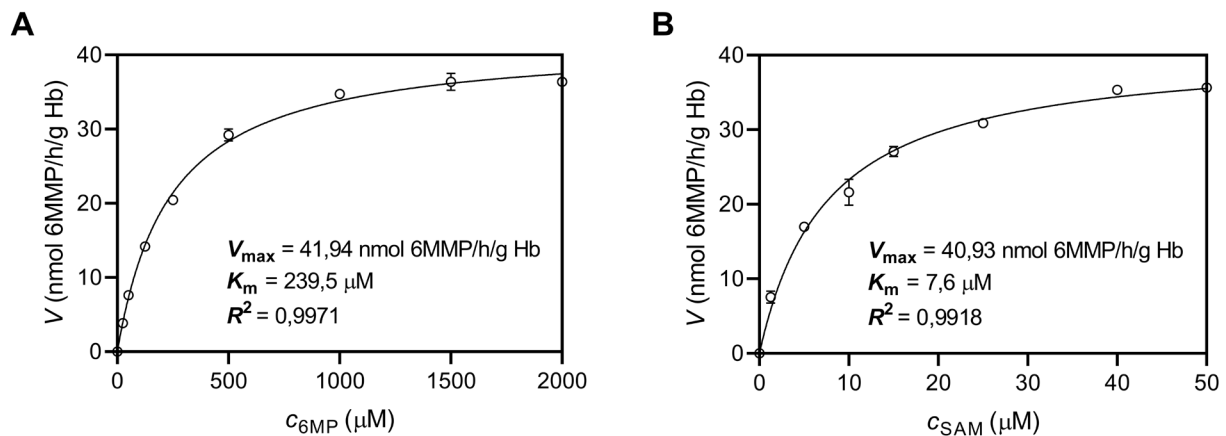 A
V (nmol 6MMP/h/g Hb)
40
30
20
10
0
0 500 1000 1500 2000
c6MP (μM)
Vmax = 41,94 nmol 6MMP/h/g Hb
Km = 239,5 μM
R² = 0,9971
B
V (nmol 6MMP/h/g Hb)
40
30
20
10
0
0 10 20 30 40 50
cSAM (μM)
Vmax = 40,93 nmol 6MMP/h/g Hb
Km = 7,6 μM
R² = 0,9918